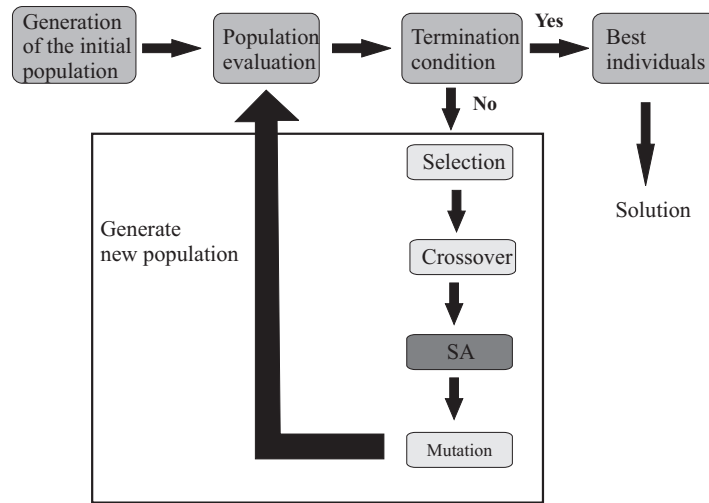 Generation
of the initial
population
Population
evaluation
Termination
condition
Yes
Best
individuals
No
Selection
Solution
Generate
new population
Crossover
SA
Mutation